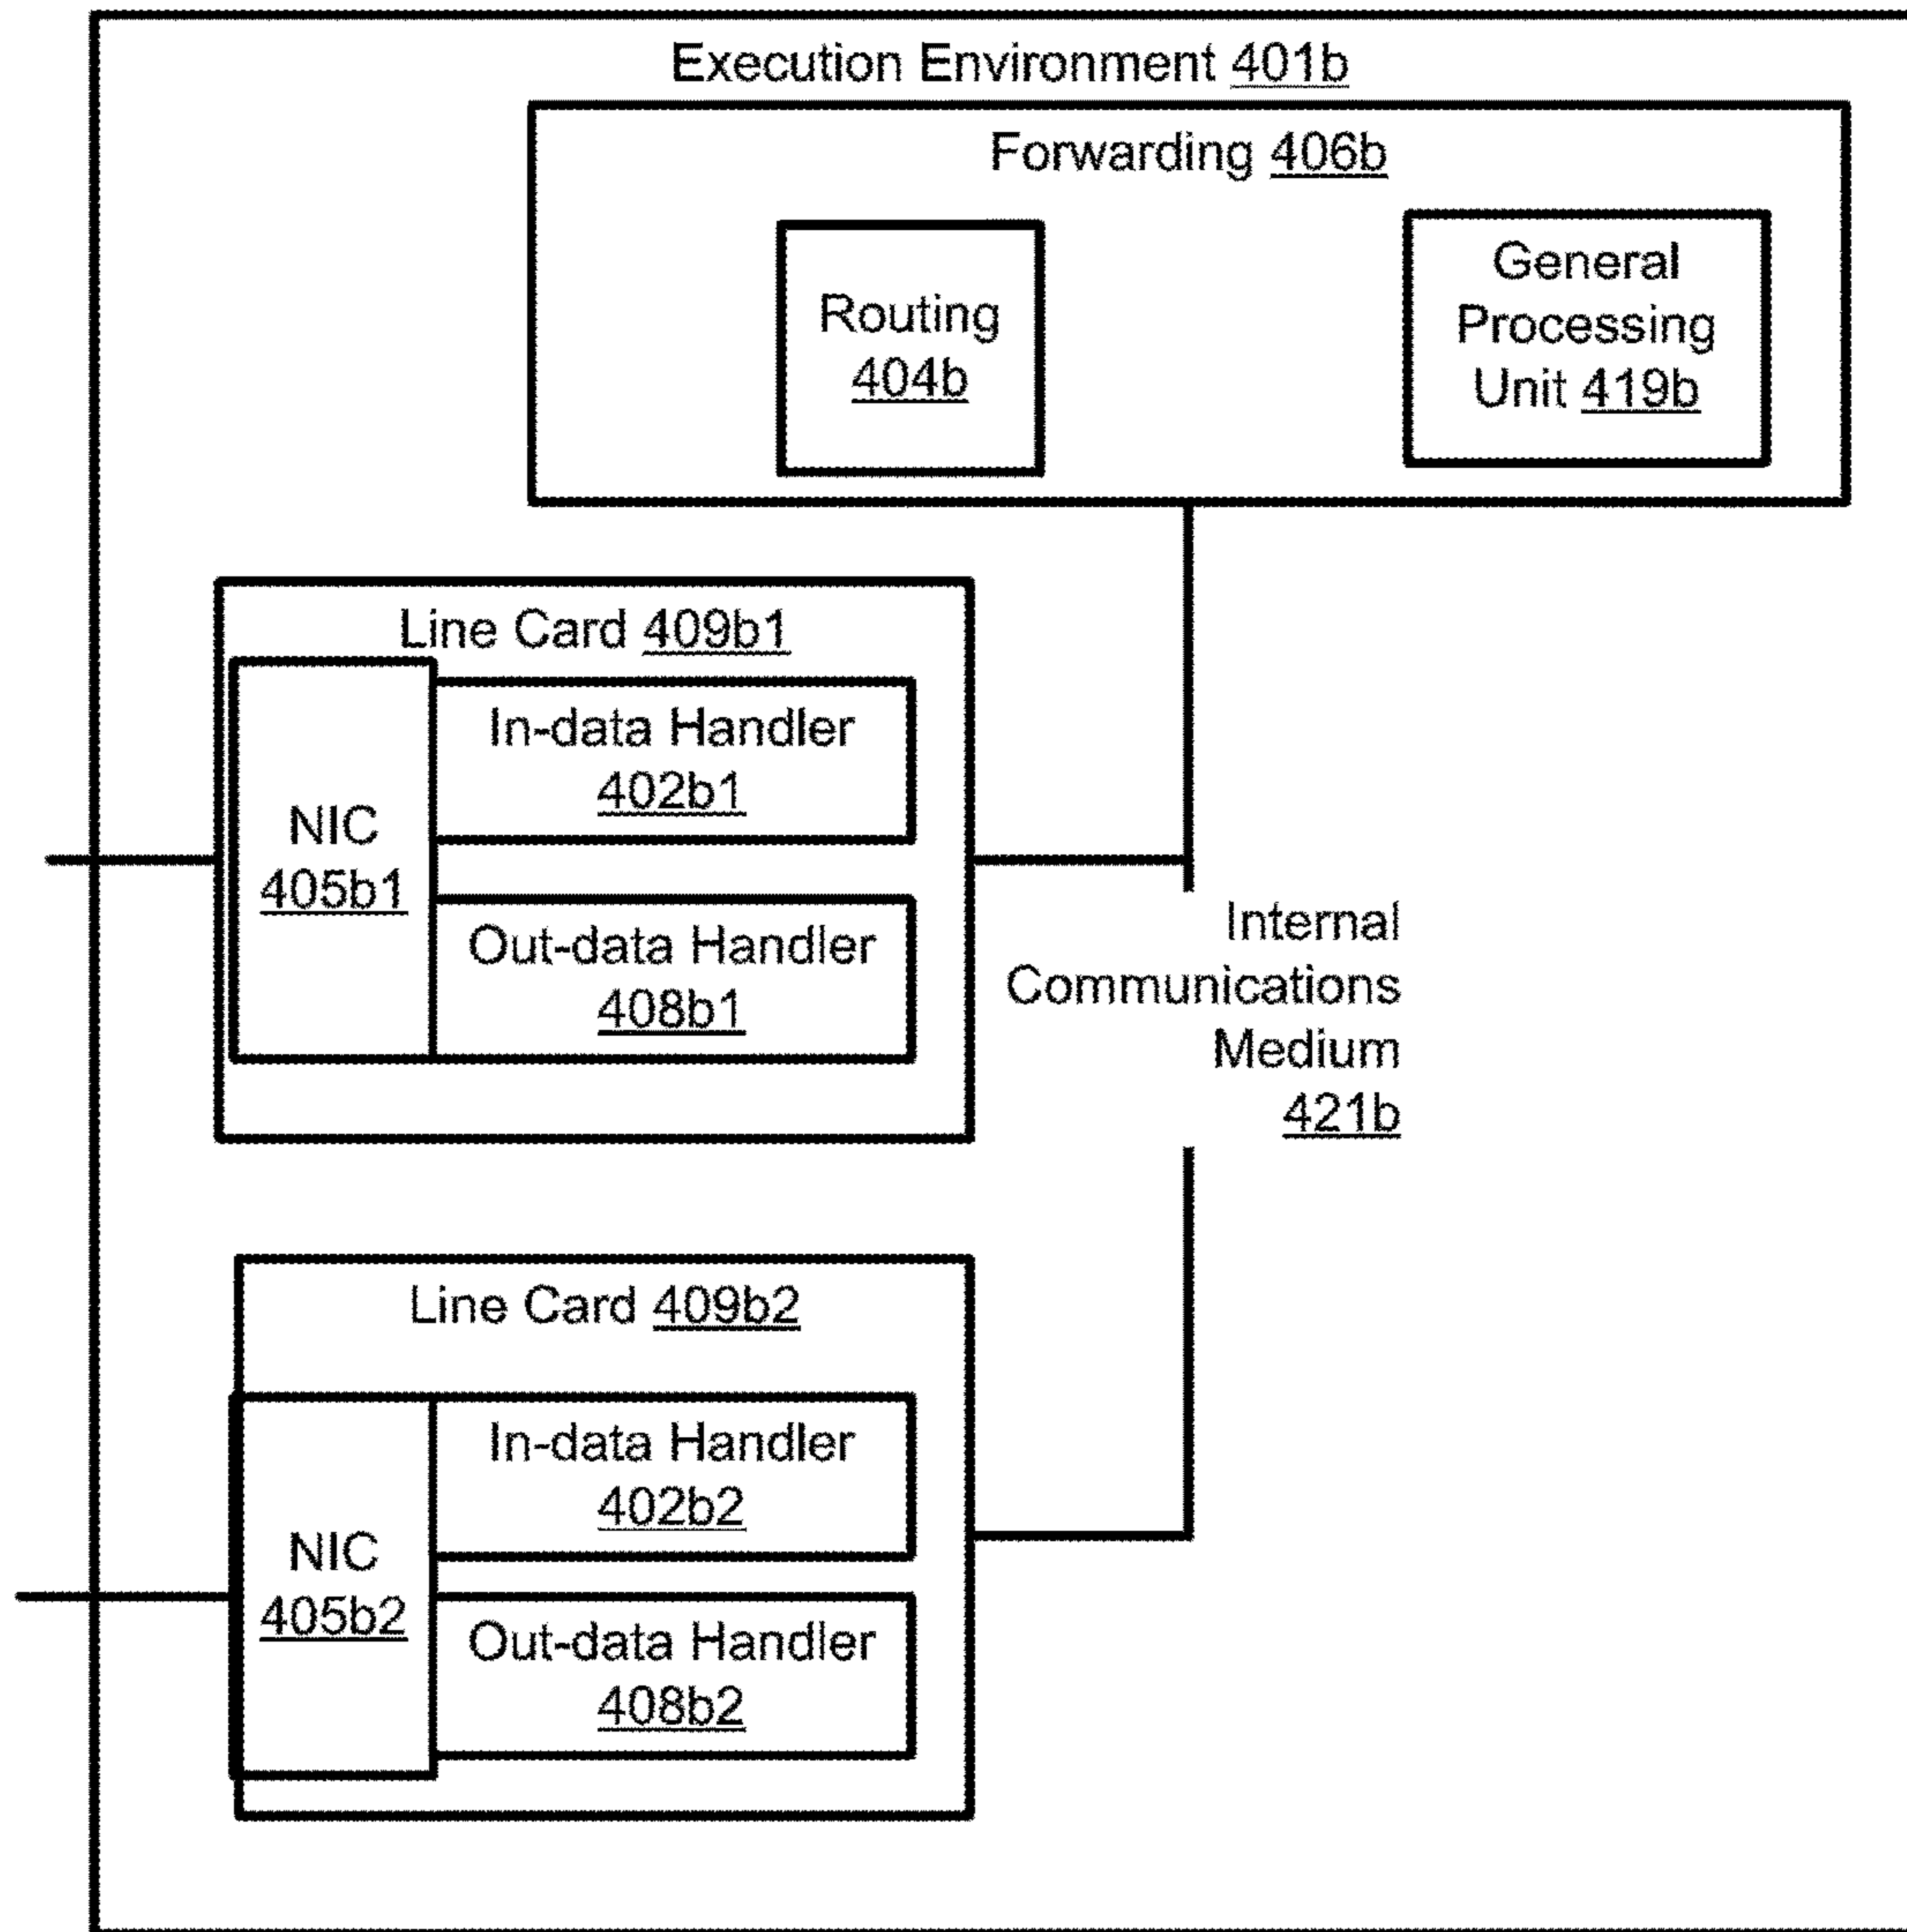 Execution Environment 401b
Forwarding 406b
Routing
404b
General
Processing
Unit 419b
Line Card 409b1
NIC
405b1
In-data Handler
402b1
Out-data Handler
408b1
Internal
Communications
Medium
421b
Line Card 409b2
NIC
405b2
In-data Handler
402b2
Out-data Handler
408b2